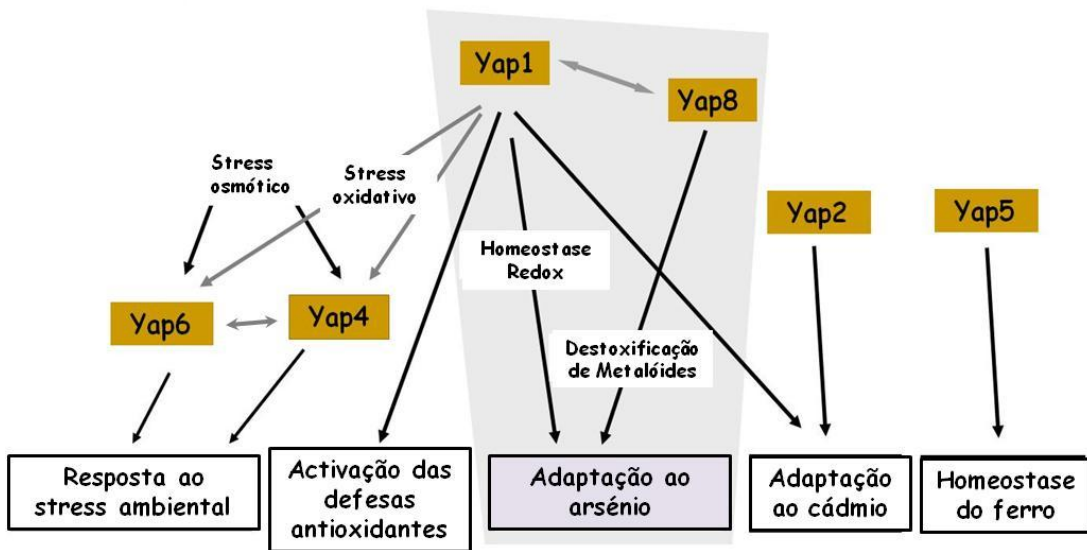 Yap1
Yap8
Stress
osmótico
Stress
oxidativo
Yap2
Yap5
Homeostase
Redox
Yap6
Yap4
Destoxificação
de Metalóides
Resposta ao
stress ambiental
Activação das
defesas
antioxidantes
Adaptação ao
arsénio
Adaptação
ao cádmio
Homeostase
do ferro